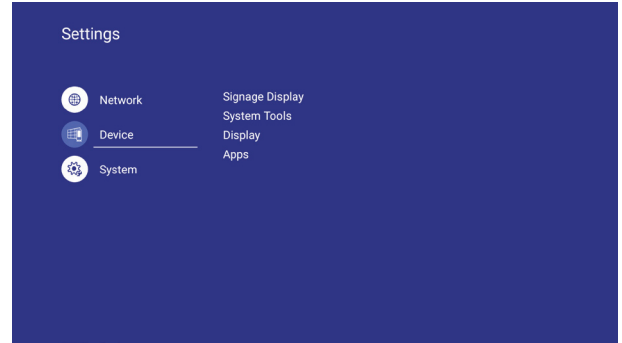 Settings
Network
Device
System
Signage Display
System Tools
Display
Apps